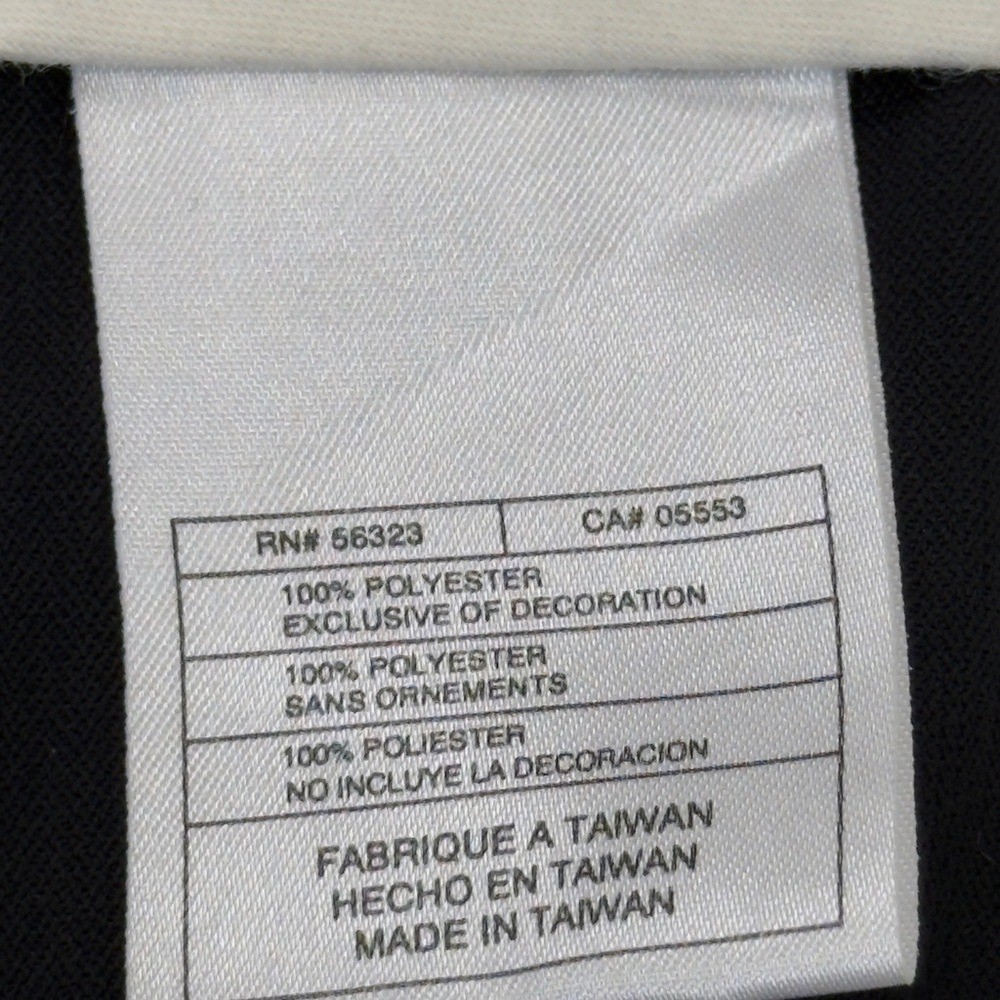 RN# 56323 CA# 05553
100% POLYESTER
EXCLUSIVE OF DECORATION
100% POLYESTER
SANS ORNEMENTS
100% POLIESTER
NO INCLUYE LA DECORACION
FABRIQUE A TAIWAN
HECHO EN TAIWAN
MADE IN TAIWAN